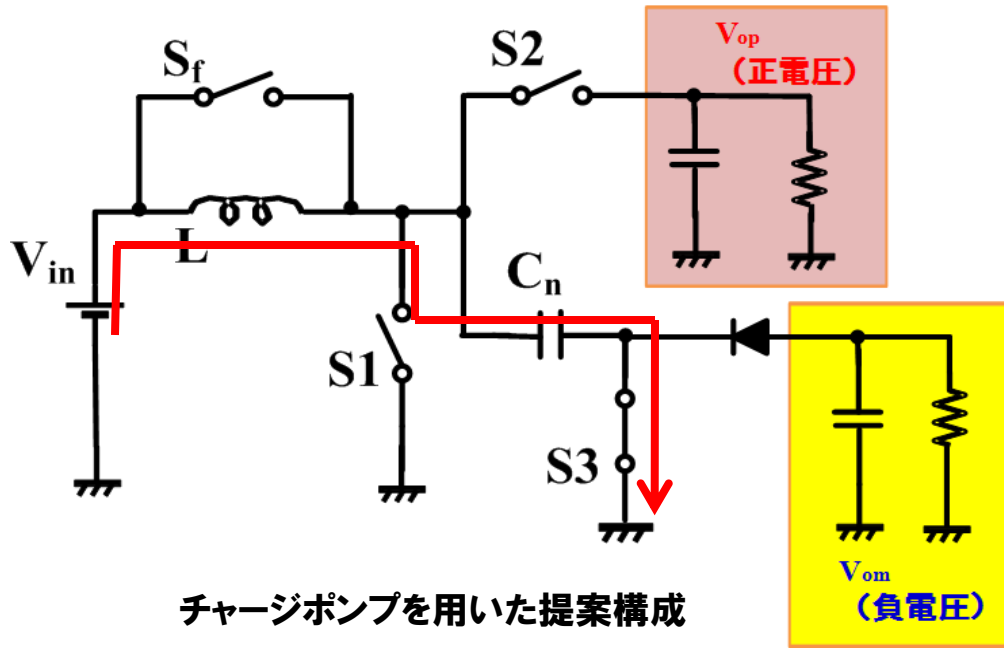 Sf
S2
Vop
（正電圧）
L
Vin
Cn
S1
S3
Vom
（負電圧）
チャージポンプを用いた提案構成